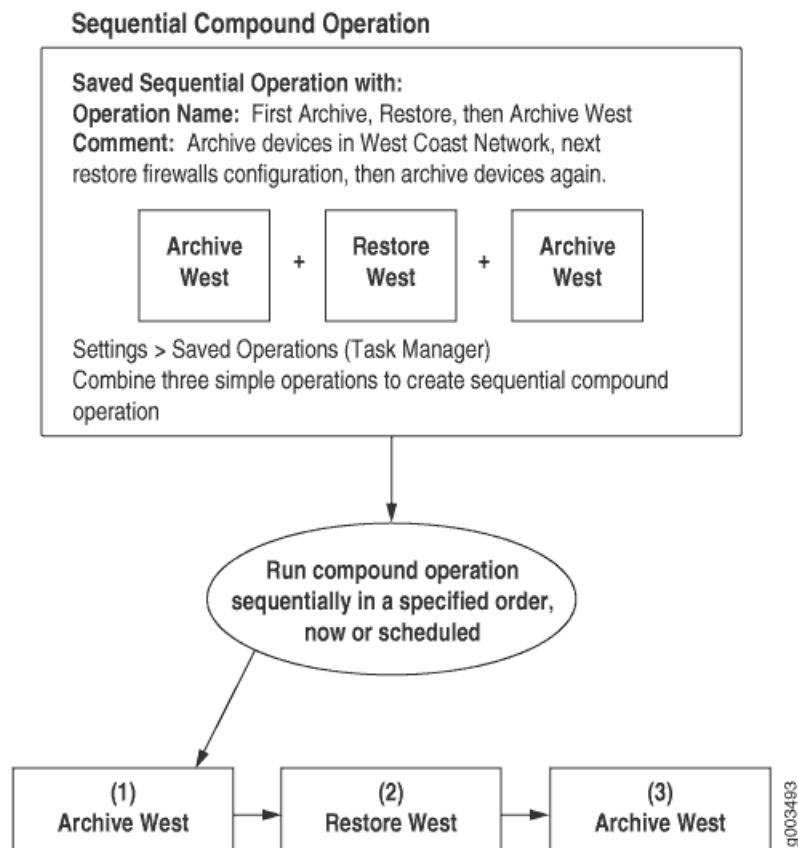 Sequential Compound Operation
Saved Sequential Operation with:
Operation Name: First Archive, Restore, then Archive West
Comment: Archive devices in West Coast Network, next
restore firewalls configuration, then archive devices again.
Archive
West
+
Restore
West
+
Archive
West
Settings > Saved Operations (Task Manager)
Combine three simple operations to create sequential compound
operation
Run compound operation
sequentially in a specified order,
now or scheduled
(1)
Archive West
(2)
Restore West
(3)
Archive West
g003493